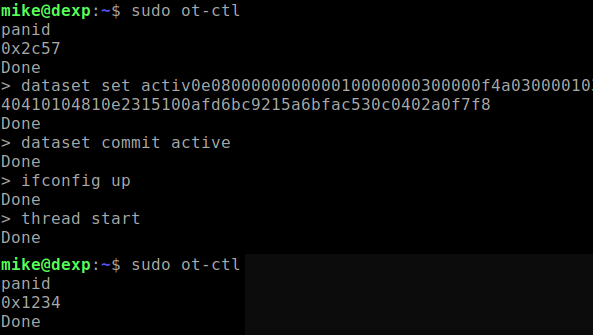 mike@dexp:~$ sudo ot-ctl
panid
0x2c57
Done
> dataset set activ0e080000000000010000000300000f4a03000010
40410104810e2315100afd6bc9215a6bfac530c0402a0f7f8
Done
> dataset commit active
Done
> ifconfig up
Done
> thread start
Done
mike@dexp:~$ sudo ot-ctl
panid
0x1234
Done